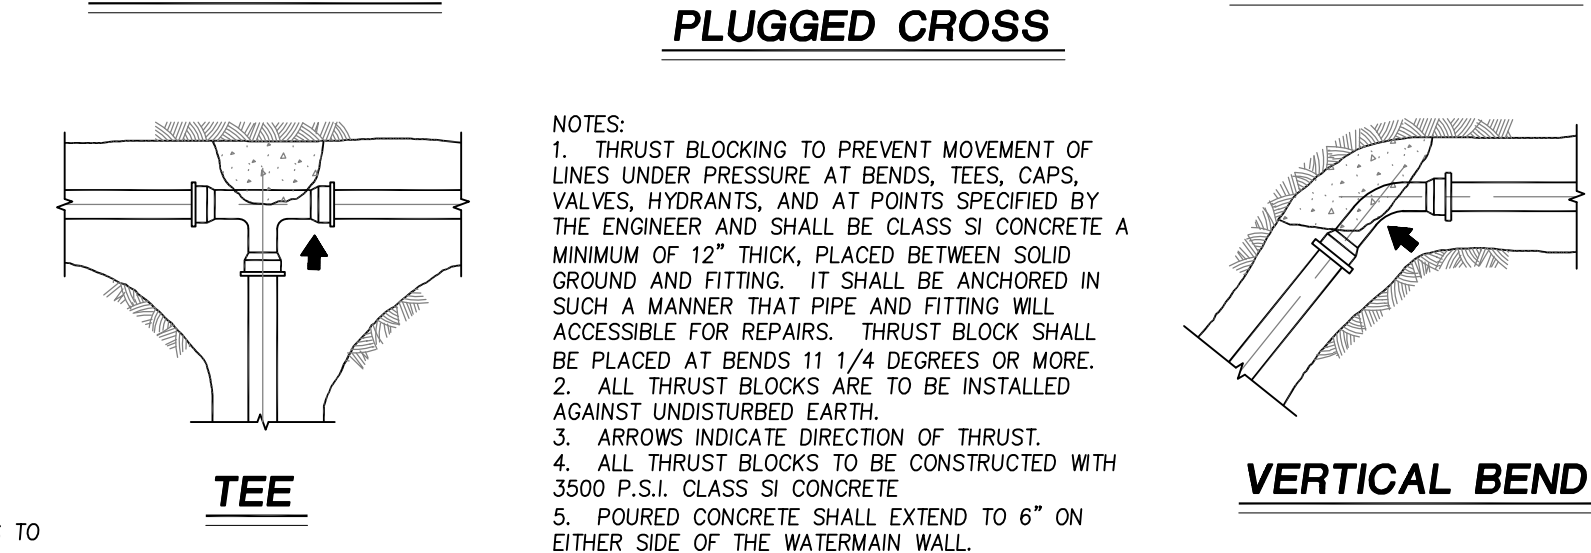 PLUGGED CROSS
NOTES:
1. THRUST BLOCKING TO PREVENT MOVEMENT OF
LINES UNDER PRESSURE AT BENDS, TEES, CAPS,
VALVES, HYDRANTS, AND AT POINTS SPECIFIED BY
THE ENGINEER AND SHALL BE CLASS SI CONCRETE A
MINIMUM OF 12" THICK, PLACED BETWEEN SOLID
GROUND AND FITTING. IT SHALL BE ANCHORED IN
SUCH A MANNER THAT PIPE AND FITTING WILL
ACCESSIBLE FOR REPAIRS. THRUST BLOCK SHALL
BE PLACED AT BENDS 11 1/4 DEGREES OR MORE.
2. ALL THRUST BLOCKS ARE TO BE INSTALLED
AGAINST UNDISTURBED EARTH.
3. ARROWS INDICATE DIRECTION OF THRUST.
4. ALL THRUST BLOCKS TO BE CONSTRUCTED WITH
3500 P.S.I. CLASS SI CONCRETE
5. POURED CONCRETE SHALL EXTEND TO 6" ON
EITHER SIDE OF THE WATERMAIN WALL.
TEE
VERTICAL BEND
TO